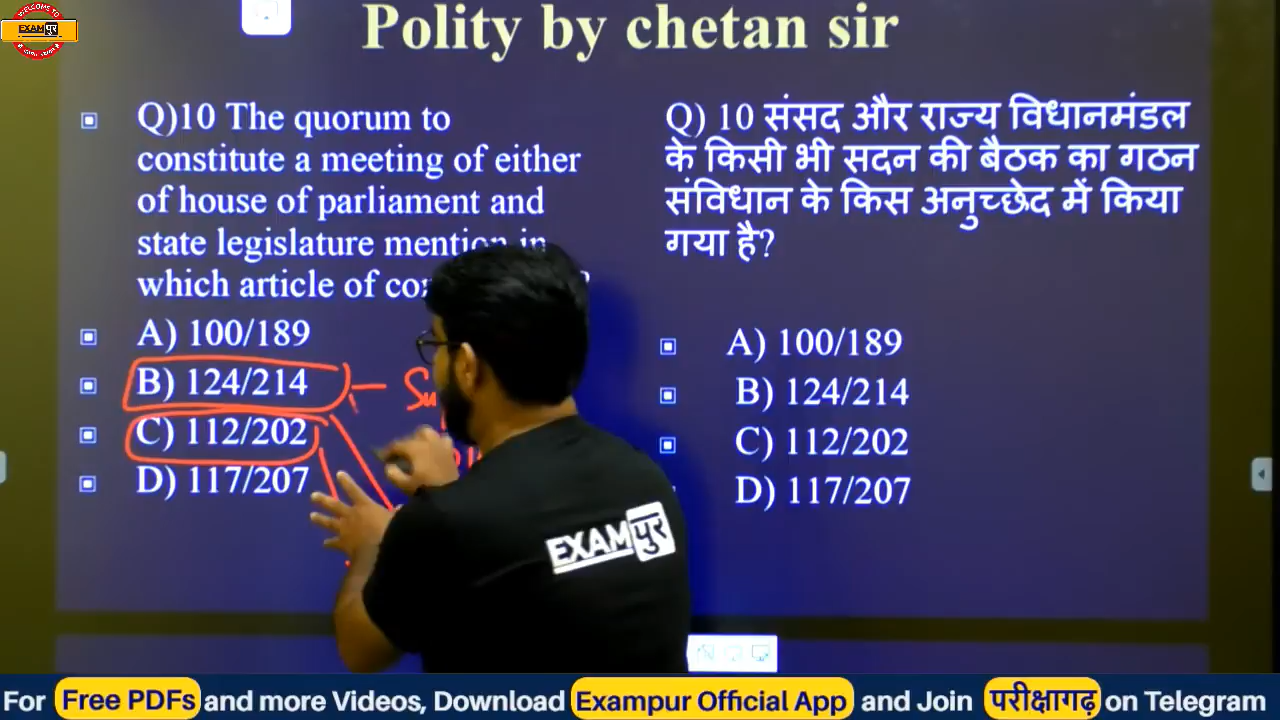 WELCOME TO
EXAMपुर
Polity by chetan sir
Q)10 The quorum to
constitute a meeting of either
of house of parliament and
state legislature mention in
which article of
A) 100/189
B) 124/214
C) 112/202
D) 117/207
Q) 10 संसद और राज्य विधानमंडल
के किसी भी सदन की बैठक का गठन
संविधान के किस अनुच्छेद में किया
गया है?
A) 100/189
B) 124/214
C) 112/202
D) 117/207
EXAMपुर
For Free PDFs and more Videos, Download Exampur Official App and Join परीक्षागढ़ on Telegram